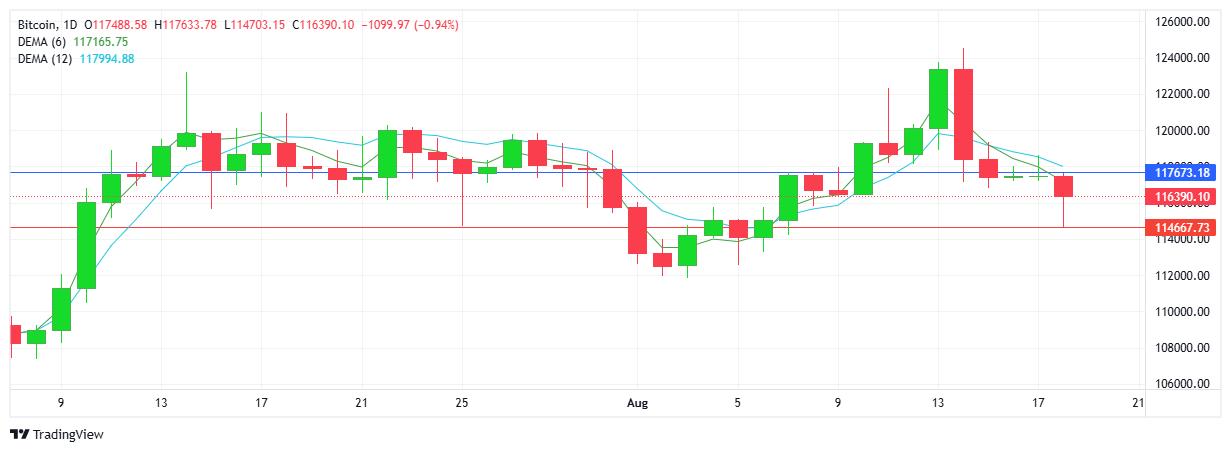 Bitcoin, 1D O117488.58 H117633.78 L114703.15 C116390.10 −1099.97 (−0.94%)
DEMA (6) 117165.75
DEMA (12) 117994.88
126000.00
124000.00
122000.00
120000.00
117673.18
116390.10
114667.73
114000.00
112000.00
110000.00
108000.00
106000.00
9 13 17 21 25 Aug 5 9 13 17 21
TradingView